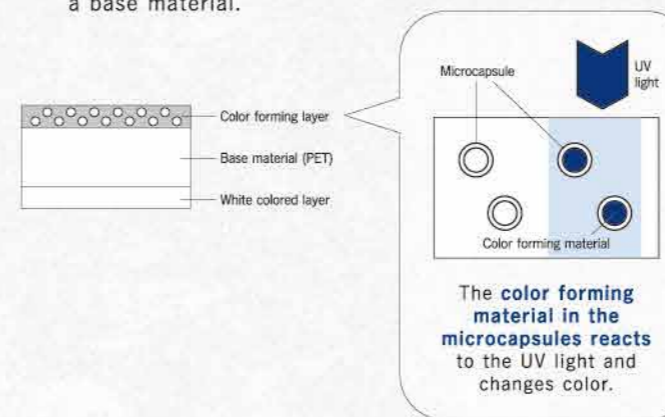 a base material.
Color forming layer
Base material (PET)
White colored layer
Microcapsule
UV
light
Color forming material
The color forming
material in the
microcapsules reacts
to the UV light and
changes color.